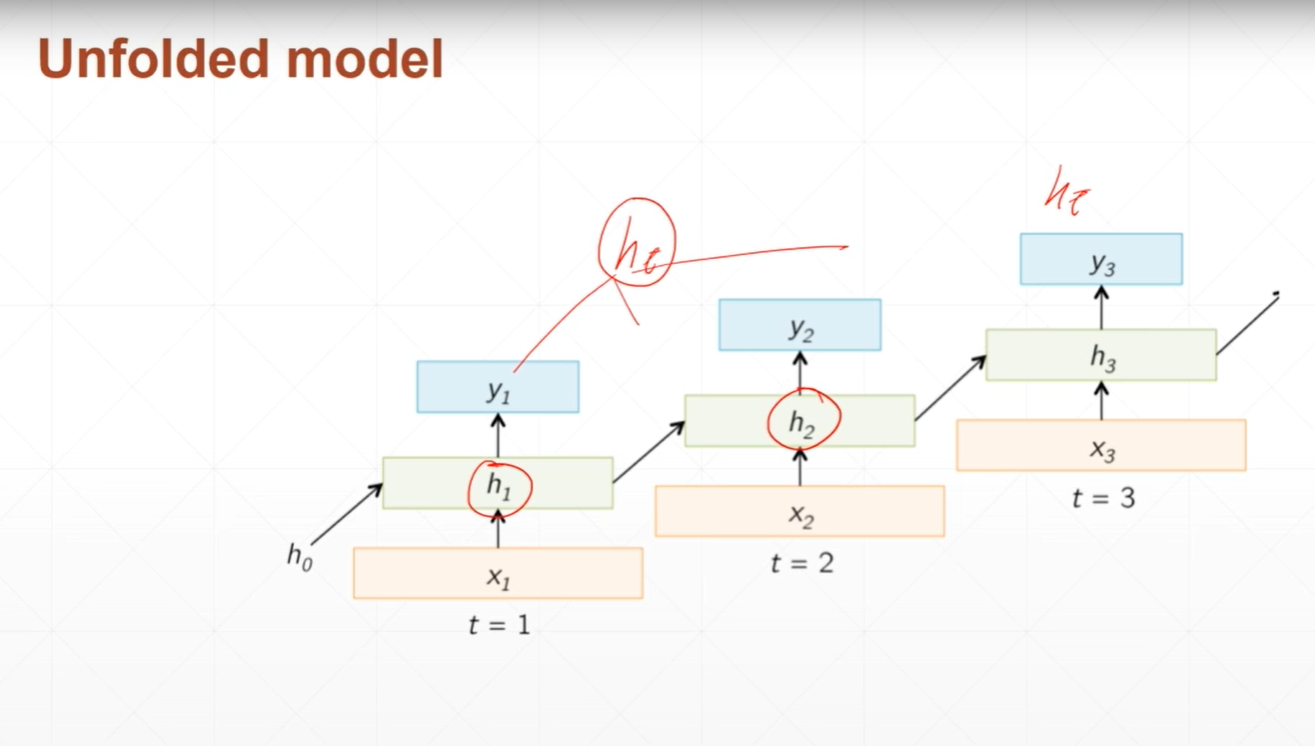 Unfolded model
h_t
h_t
y_3
y_2
h_3
y_1
h_2
x_3
h_1
t = 3
x_2
h_0
t = 2
x_1
t = 1